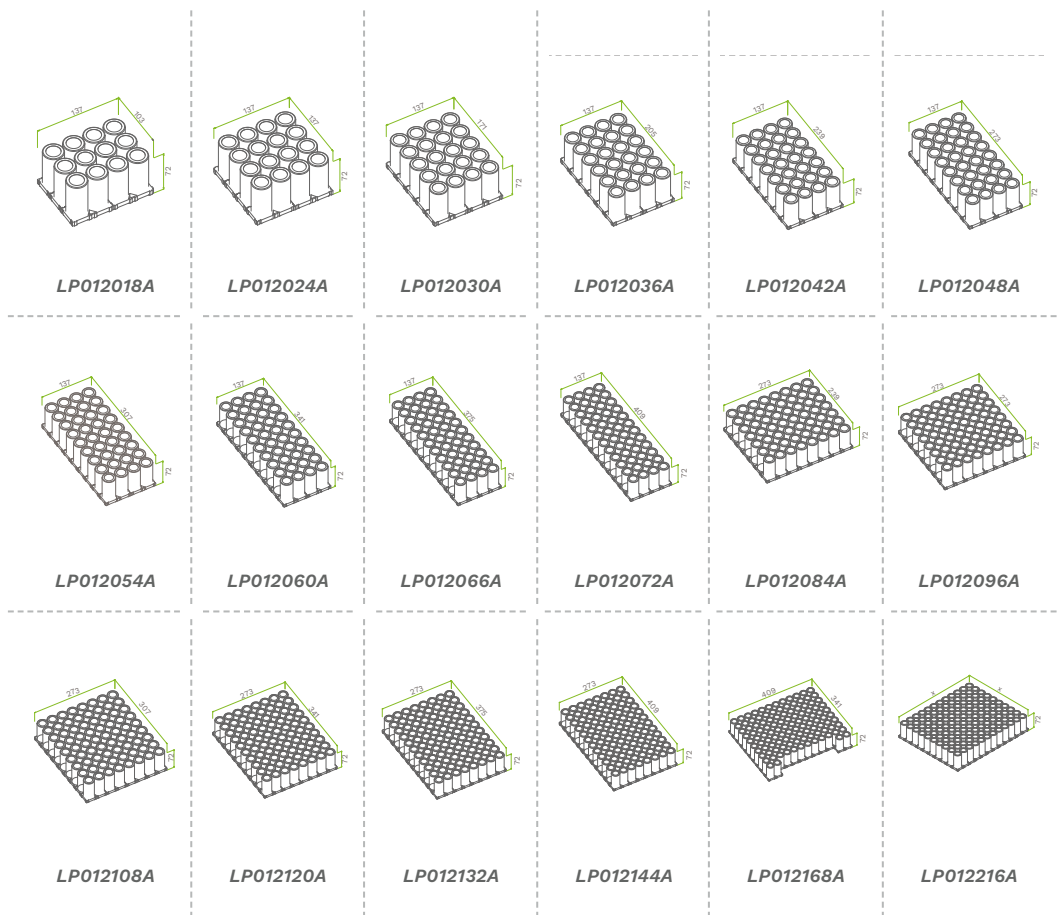 137 103 72
LP012018A
137 137 72
LP012024A
137 171 72
LP012030A
137 205 72
LP012036A
137 239 72
LP012042A
137 273 72
LP012048A
137 307 72
LP012054A
137 341 72
LP012060A
137 375 72
LP012066A
137 409 72
LP012072A
273 239 72
LP012084A
273 273 72
LP012096A
273 307 72
LP012108A
273 341 72
LP012120A
273 375 72
LP012132A
273 409 72
LP012144A
409 341 72
LP012168A
x x 72
LP012216A